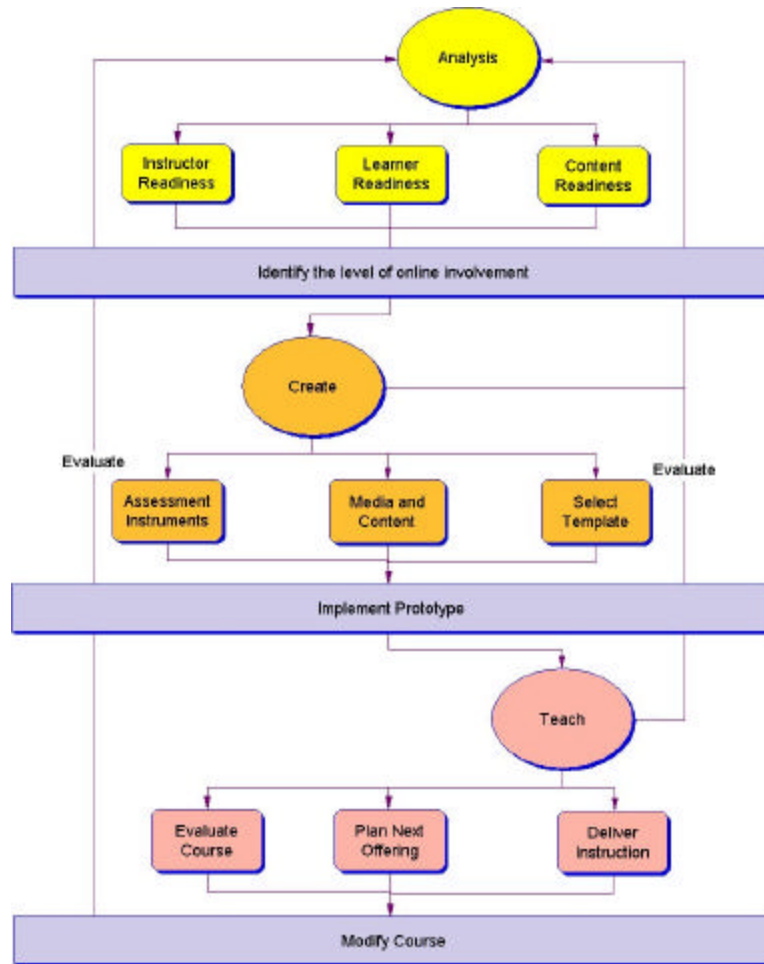 Analysis
Instructor
Readiness
Learner
Readiness
Content
Readiness
Identify the level of online involvement
Create
Evaluate
Evaluate
Assessment
Instruments
Media and
Content
Select
Template
Implement Prototype
Teach
Evaluate
Course
Plan Next
Offering
Deliver
Instruction
Modify Course